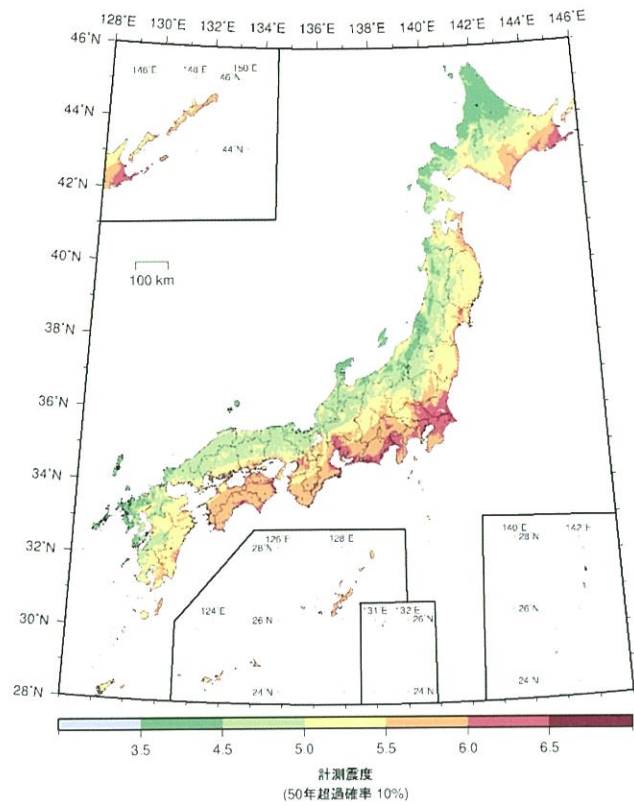 128°E 130°E 132°E 134°E 136°E 138°E 140°E 142°E 144°E 146°E
46°N
146°E 148°E 150°E
46°N
44°N
44°N
42°N
40°N
100 km
38°N
36°N
34°N
32°N
126°E 128°E
28°N
140°E 142°E
28°N
30°N
124°E
26°N
131°E 132°E
26°N
26°N
28°N
24°N
24°N
24°N
3.5 4.5 5.0 5.5 6.0 6.5
計測震度
(50年超過確率 10%)